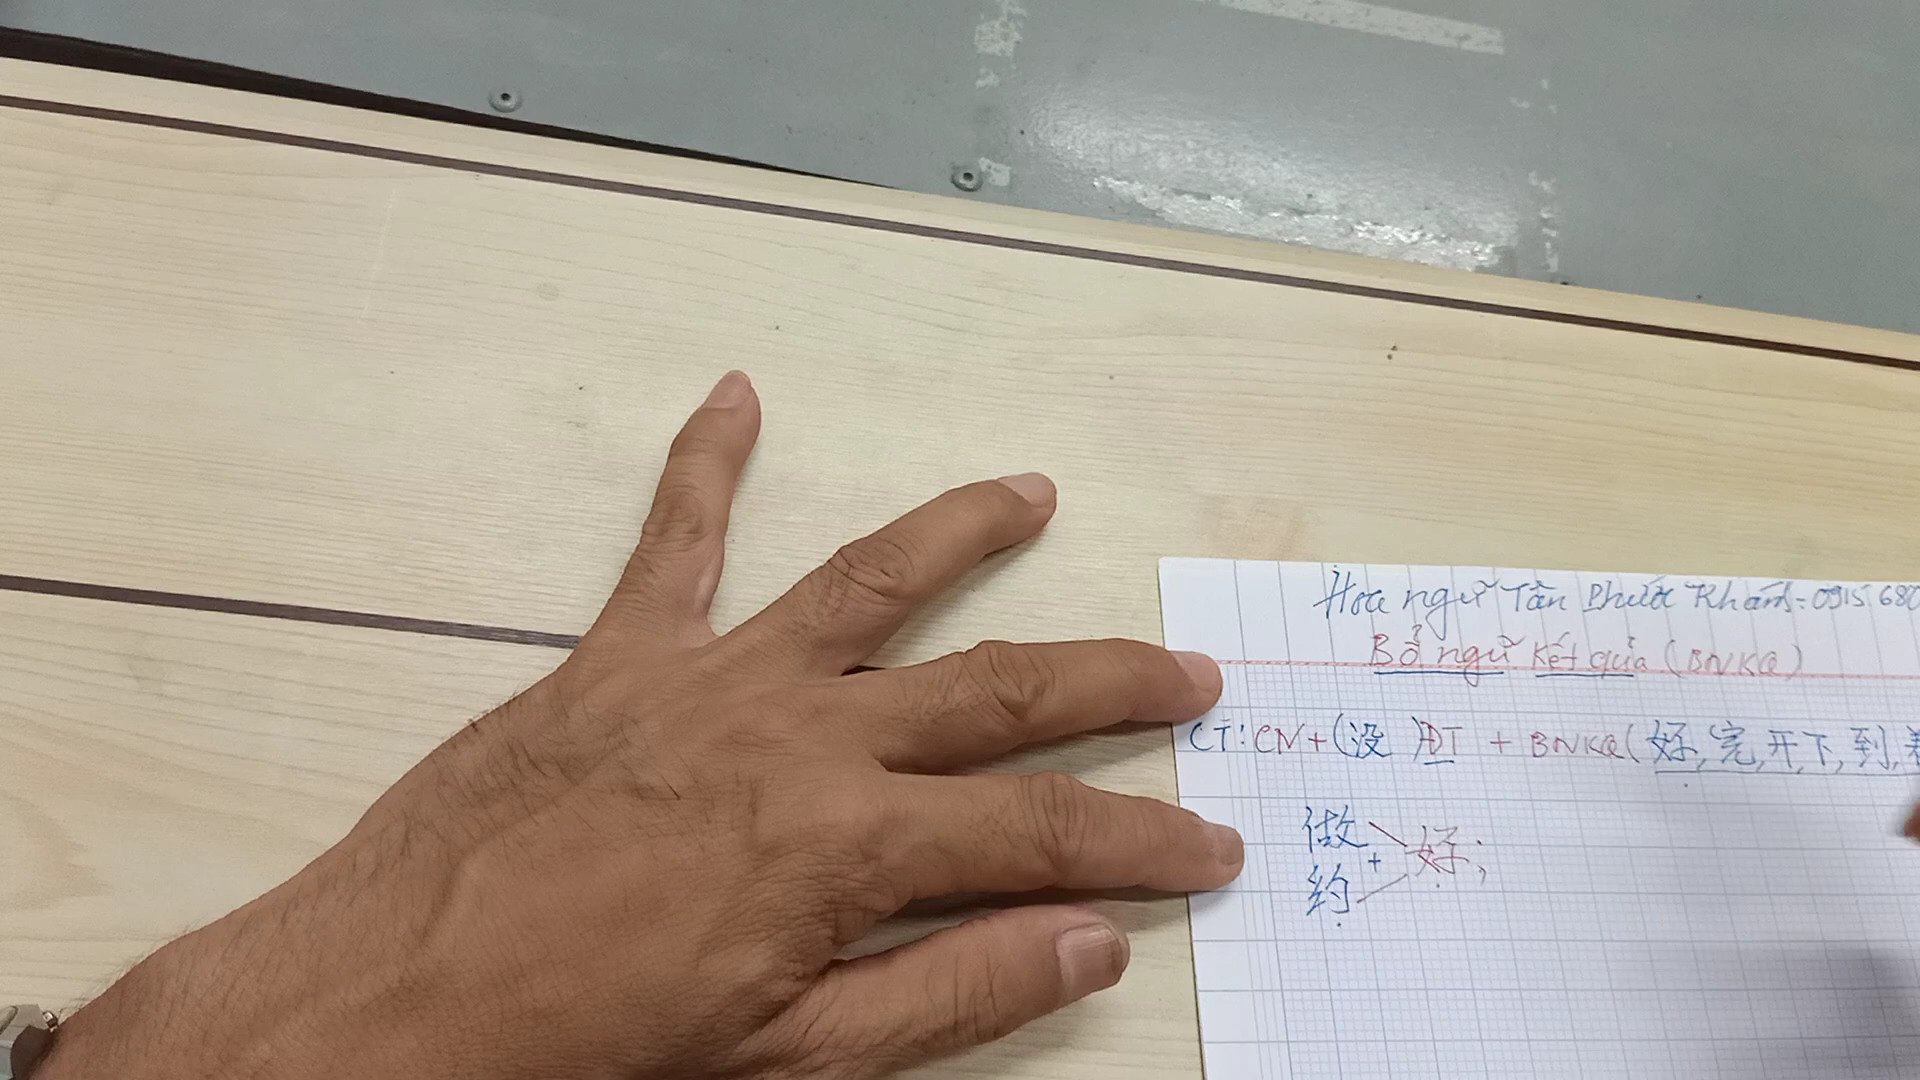 Hoa ngữ Tân Phước Khánh - 0915 680
Bổ ngữ kết quả (BNKQ)
CT: CN + (没) ĐT + BNKQ (好, 完, 开, 下, 到,
做
+ 好;
约